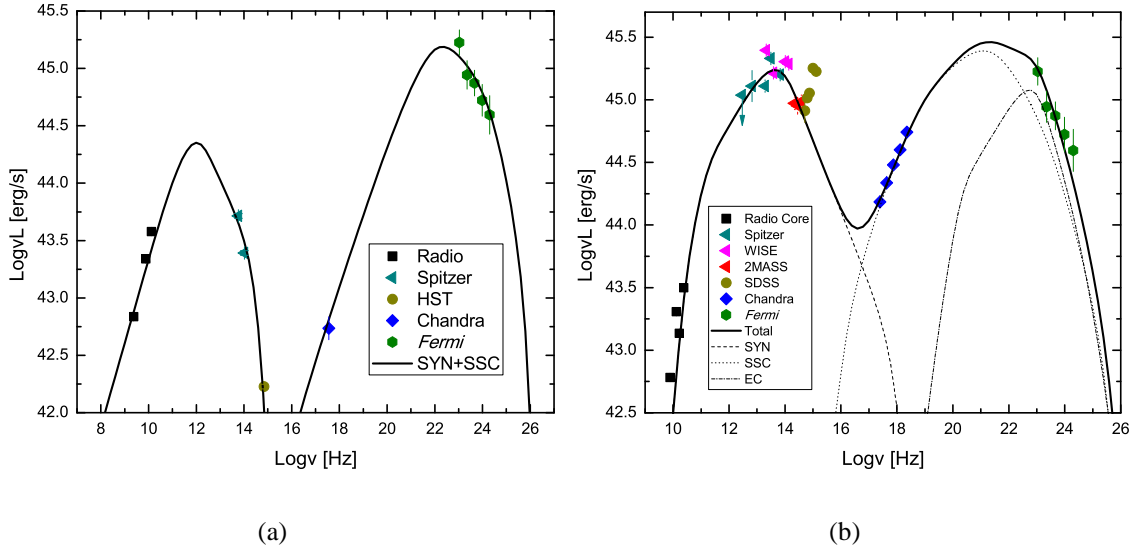 45.5
45.0
44.5
44.0
43.5
43.0
42.5
42.0
LogνL [erg/s]
8 10 12 14 16 18 20 22 24 26
Logν [Hz]
Radio
Spitzer
HST
Chandra
Fermi
SYN+SSC
(a)
45.5
45.0
44.5
44.0
43.5
43.0
42.5
LogνL [erg/s]
10 12 14 16 18 20 22 24 26
Logν [Hz]
Radio Core
Spitzer
WISE
2MASS
SDSS
Chandra
Fermi
Total
SYN
SSC
EC
(b)